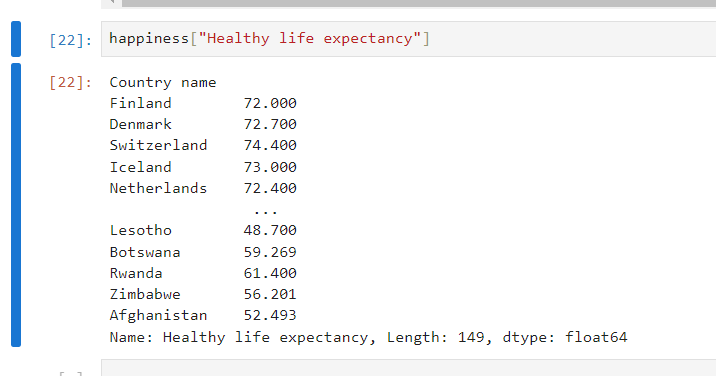 [22]: happiness["Healthy life expectancy"]
[22]: Country name
Finland 72.000
Denmark 72.700
Switzerland 74.400
Iceland 73.000
Netherlands 72.400
...
Lesotho 48.700
Botswana 59.269
Rwanda 61.400
Zimbabwe 56.201
Afghanistan 52.493
Name: Healthy life expectancy, Length: 149, dtype: float64